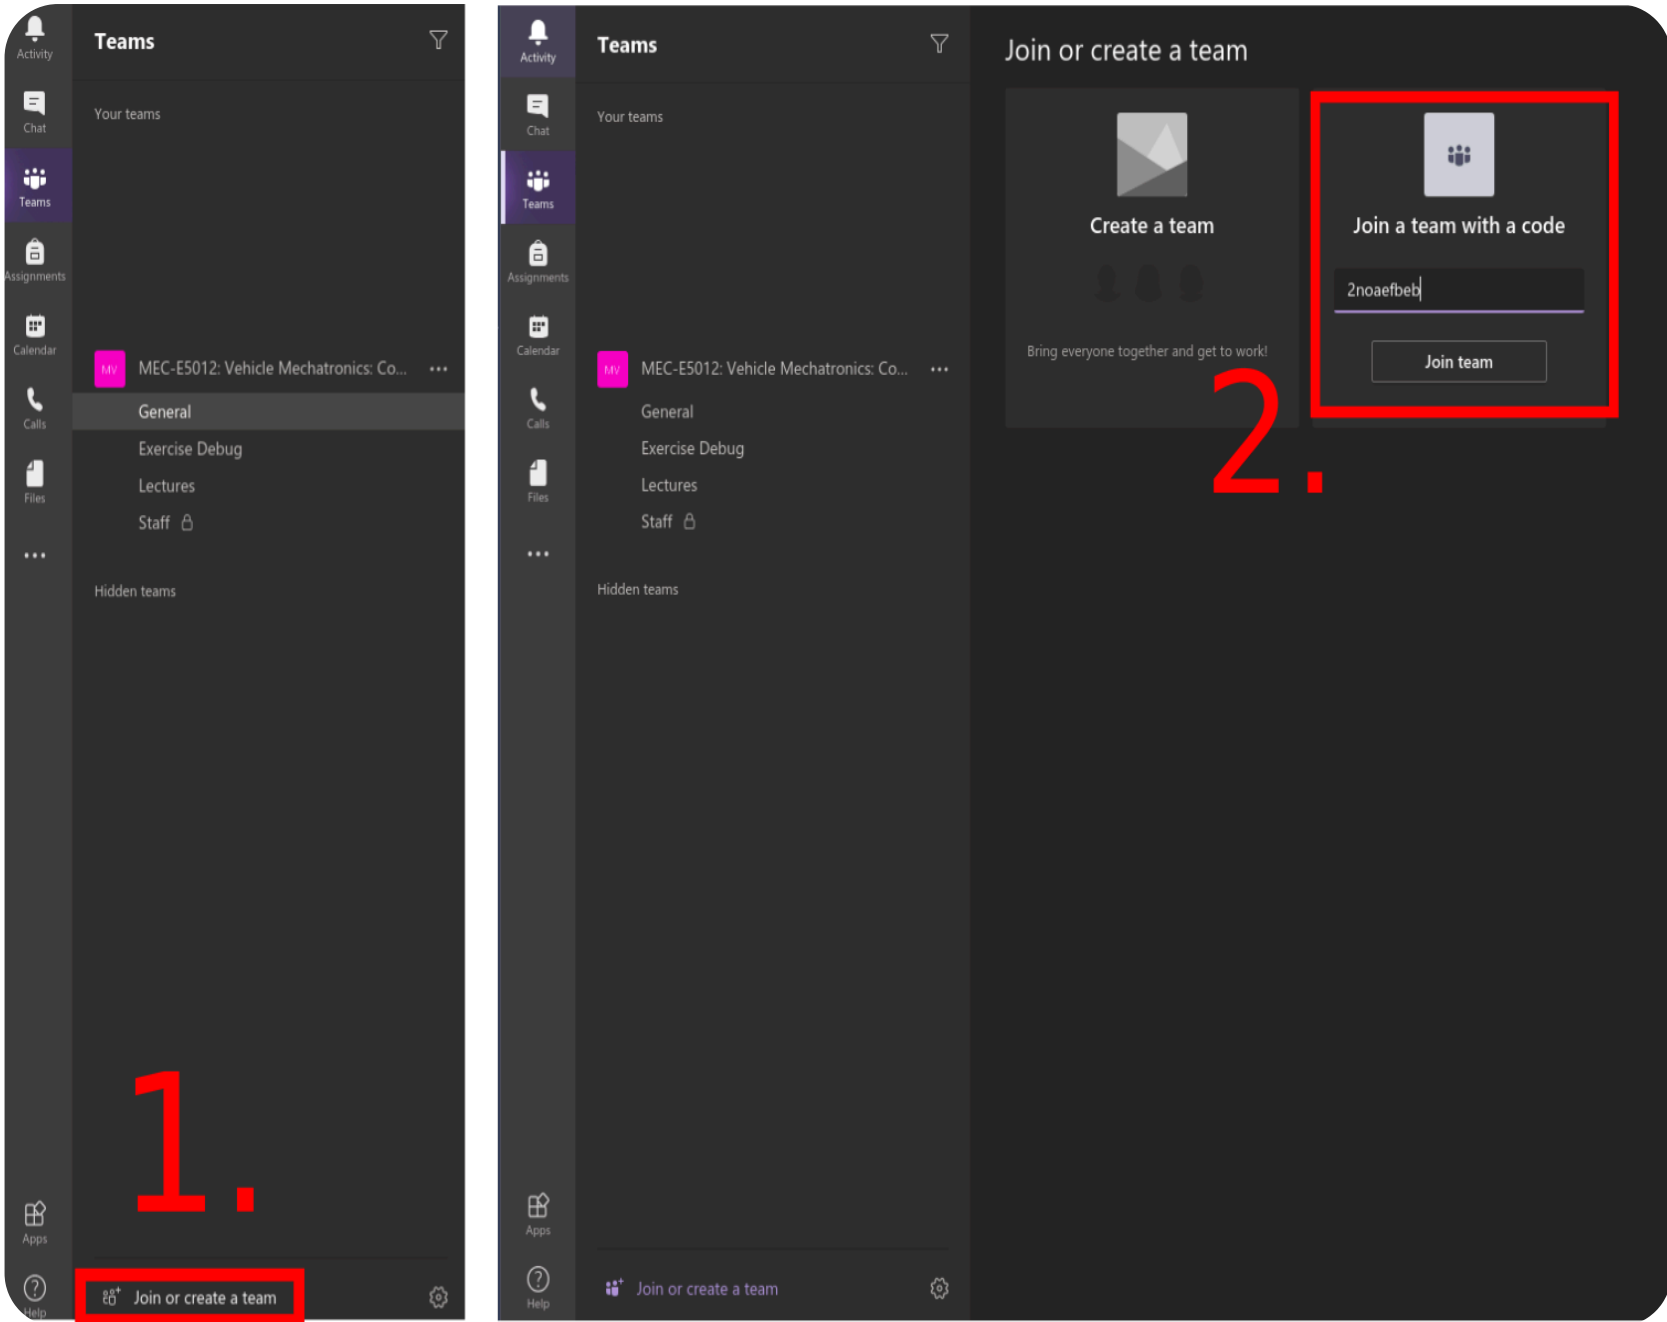 Activity
Chat
Teams
Assignments
Calendar
Calls
Files
Apps
Help
Teams
Your teams
MV MEC-E5012: Vehicle Mechatronics: Co...
General
Exercise Debug
Lectures
Staff
Hidden teams
1.
Join or create a team
Activity
Chat
Teams
Assignments
Calendar
Calls
Files
Apps
Help
Teams
Your teams
MV MEC-E5012: Vehicle Mechatronics: Co...
General
Exercise Debug
Lectures
Staff
Hidden teams
Join or create a team
Join or create a team
Create a team
Bring everyone together and get to work!
Join a team with a code
2noaefbeb
Join team
2.